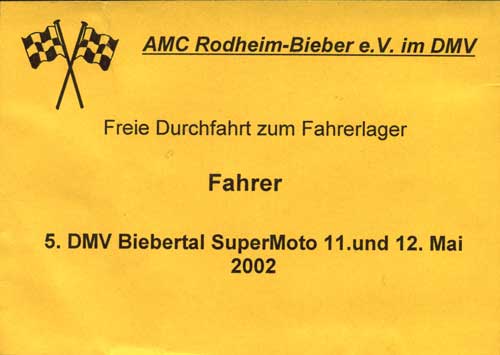 AMC Rodheim-Bieber e.V. im DMV
Freie Durchfahrt zum Fahrerlager
Fahrer
5. DMV Biebertal SuperMoto 11.und 12. Mai
2002